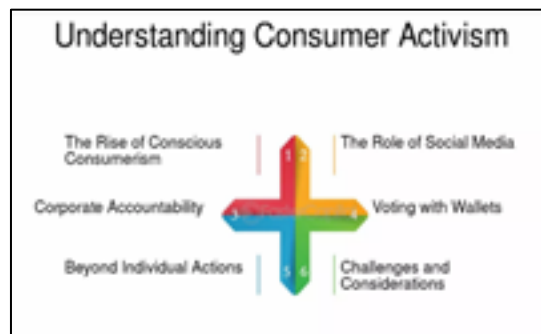 Understanding Consumer Activism
The Rise of Conscious
Consumerism
1 2
The Role of Social Media
Corporate Accountability
3
4
Voting with Wallets
Beyond Individual Actions
5 6
Challenges and
Considerations